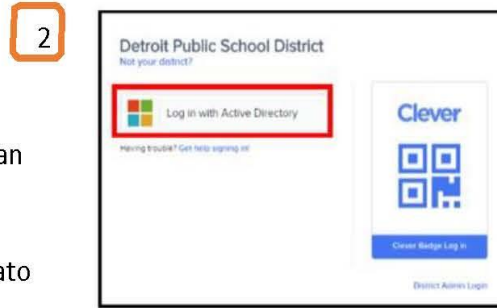 2
Detroit Public School District
Not your district?
Log in with Active Directory
Having trouble? Get help signing in!
Clever
Clever Badge Log in
District Admin Login
an
ato